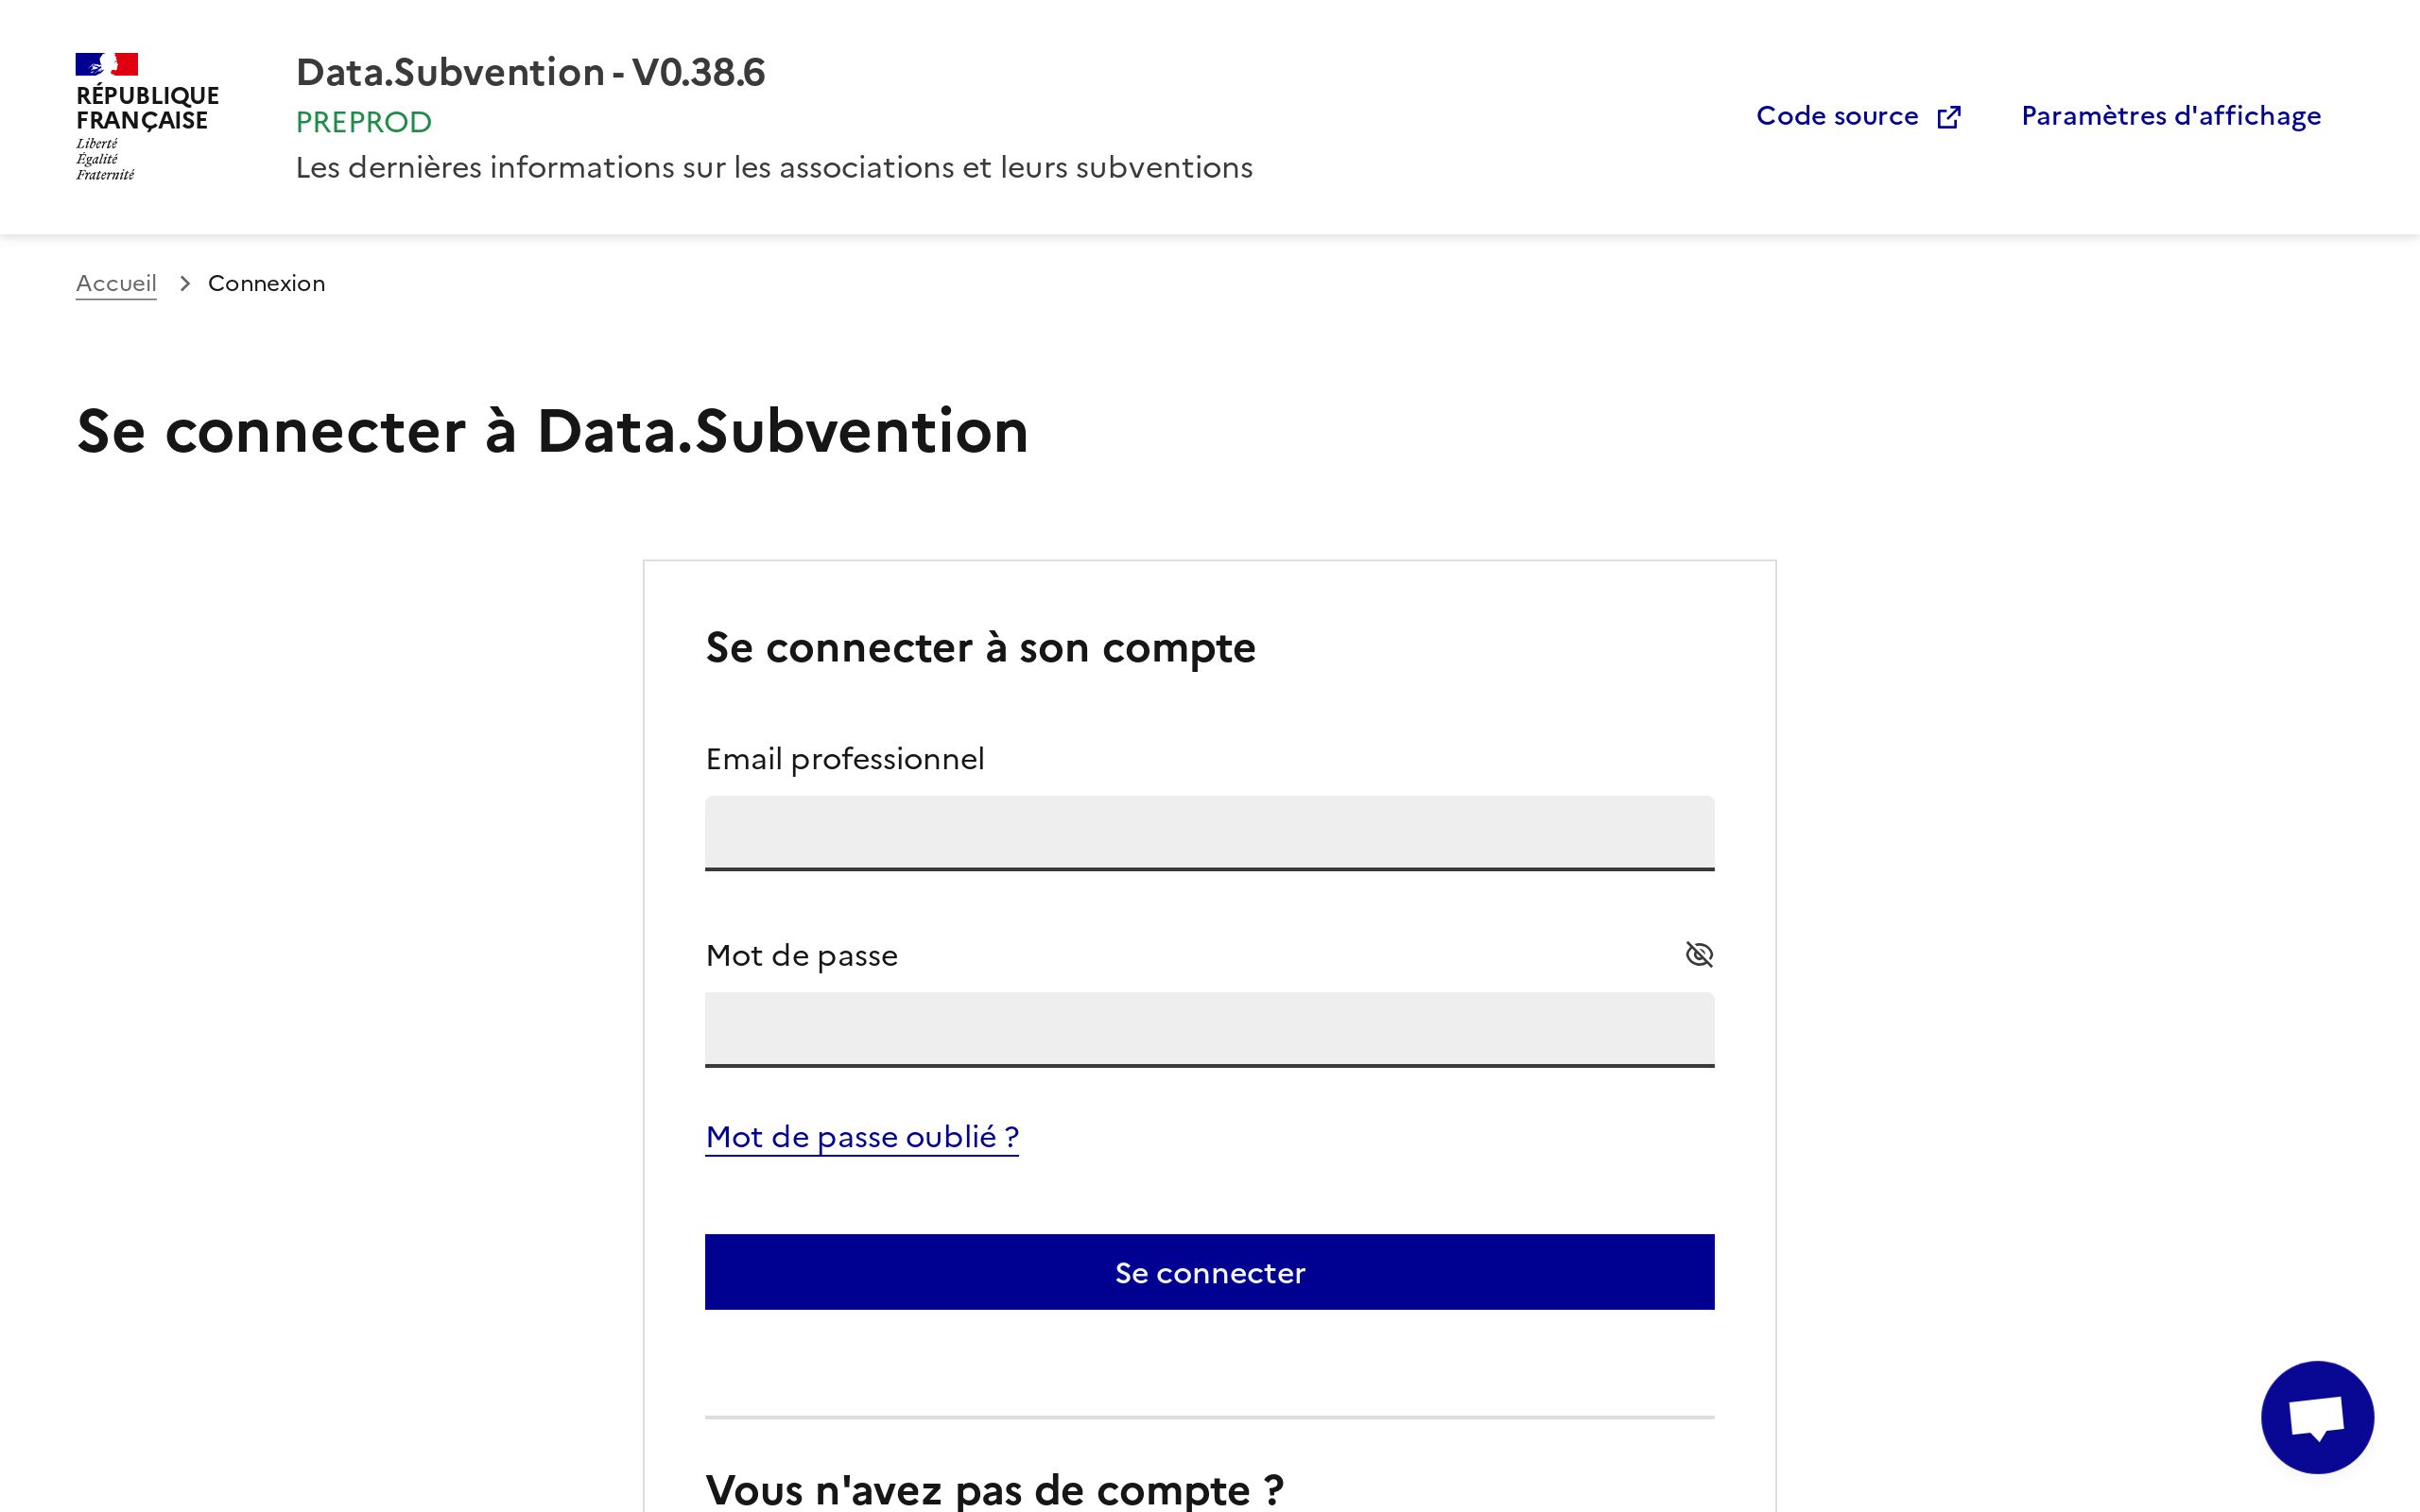 RÉPUBLIQUE
FRANÇAISE
Liberté
Égalité
Fraternité
Data.Subvention - V0.38.6
PREPROD
Les dernières informations sur les associations et leurs subventions
Code source
Paramètres d'affichage
Accueil
Connexion
Se connecter à Data.Subvention
Se connecter à son compte
Email professionnel
Mot de passe
Mot de passe oublié ?
Se connecter
Vous n'avez pas de compte ?